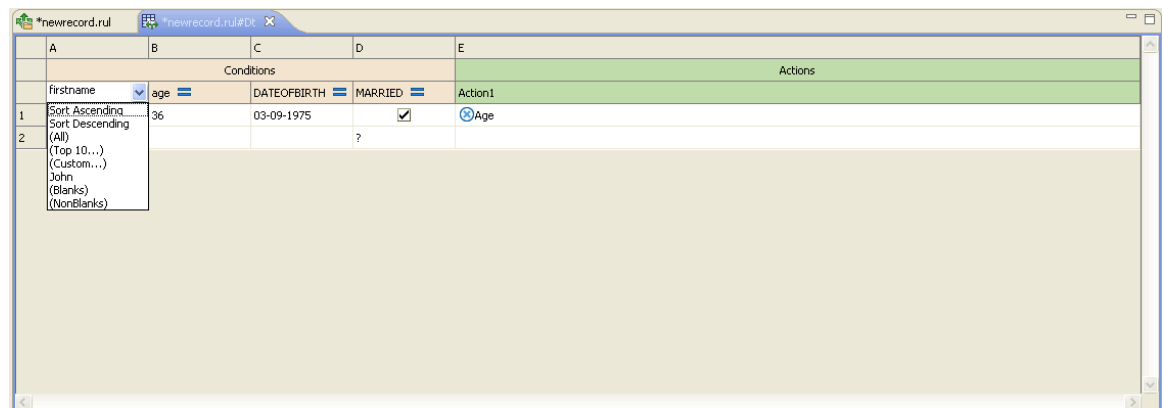 *newrecord.rul *newrecord.rul#Dt
A B C D E
Conditions Actions
firstname age DATEOFBIRTH MARRIED Action1
1 36 03-09-1975 Age
2 ?
Sort Ascending
Sort Descending
(All)
(Top 10...)
(Custom...)
John
(Blanks)
(NonBlanks)